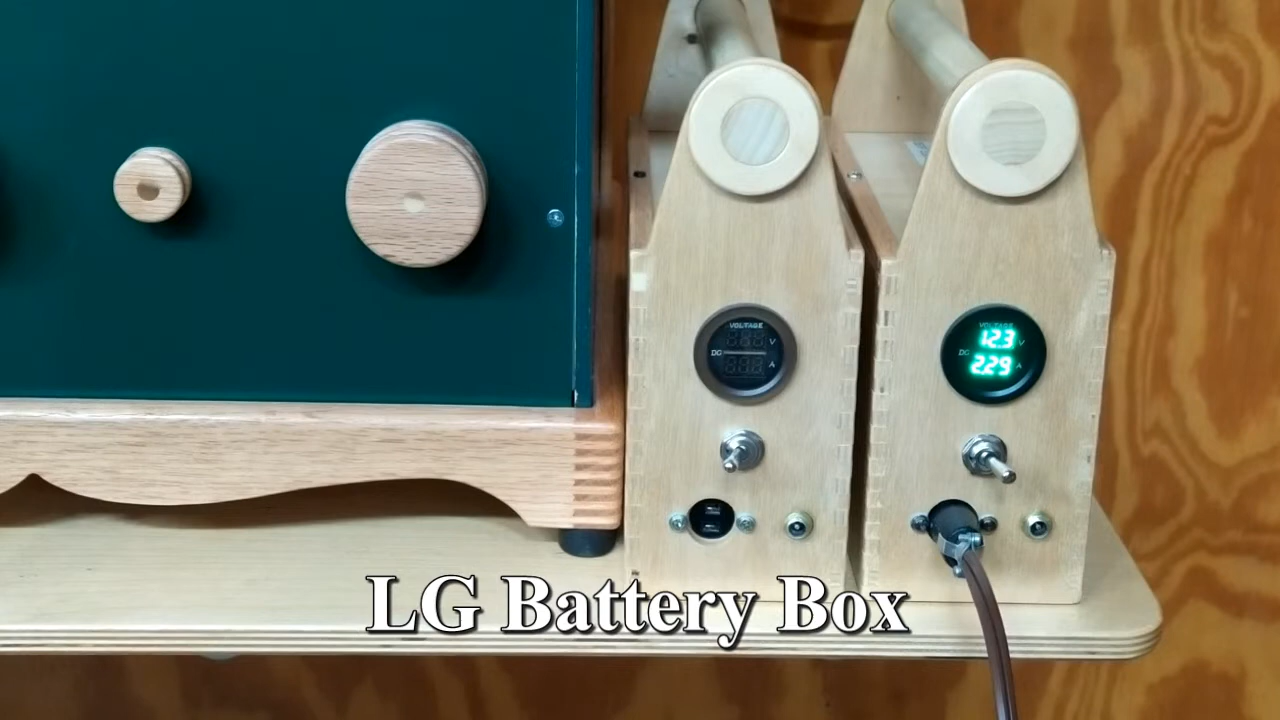 VOLTAGE
V
DC
A
VOLTAGE
12.3 V
DC
2.29 A
LG Battery Box